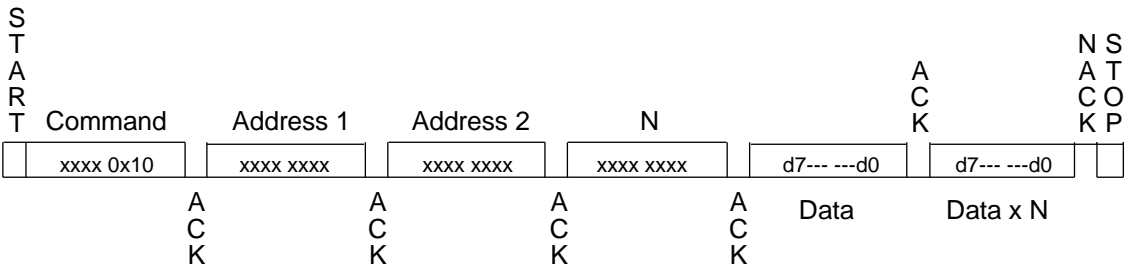 START
Command
Address 1
Address 2
N
ACK
NACK
STOP
xxxx 0x10
xxxx xxxx
xxxx xxxx
xxxx xxxx
d7--- ---d0
d7--- ---d0
ACK
ACK
ACK
ACK
Data
Data x N